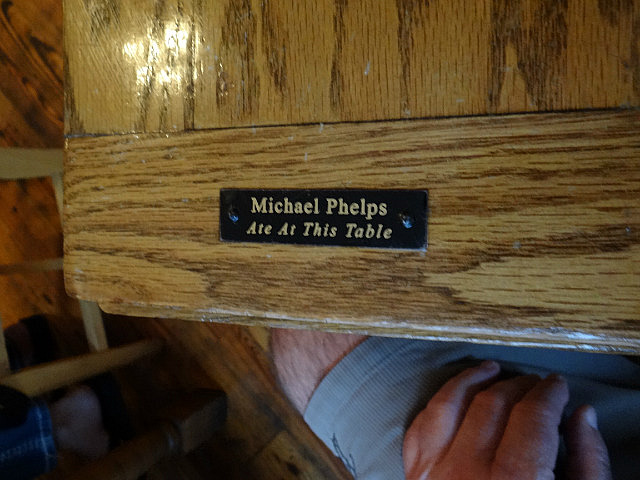 Michael Phelps
Ate At This Table